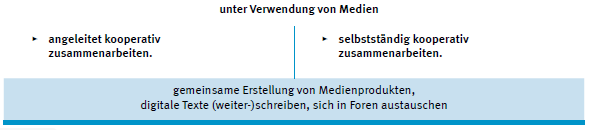 unter Verwendung von Medien
▸ angeleitet kooperativ
zusammenarbeiten.
▸ selbstständig kooperativ
zusammenarbeiten.
gemeinsame Erstellung von Medienprodukten,
digitale Texte (weiter-)schreiben, sich in Foren austauschen